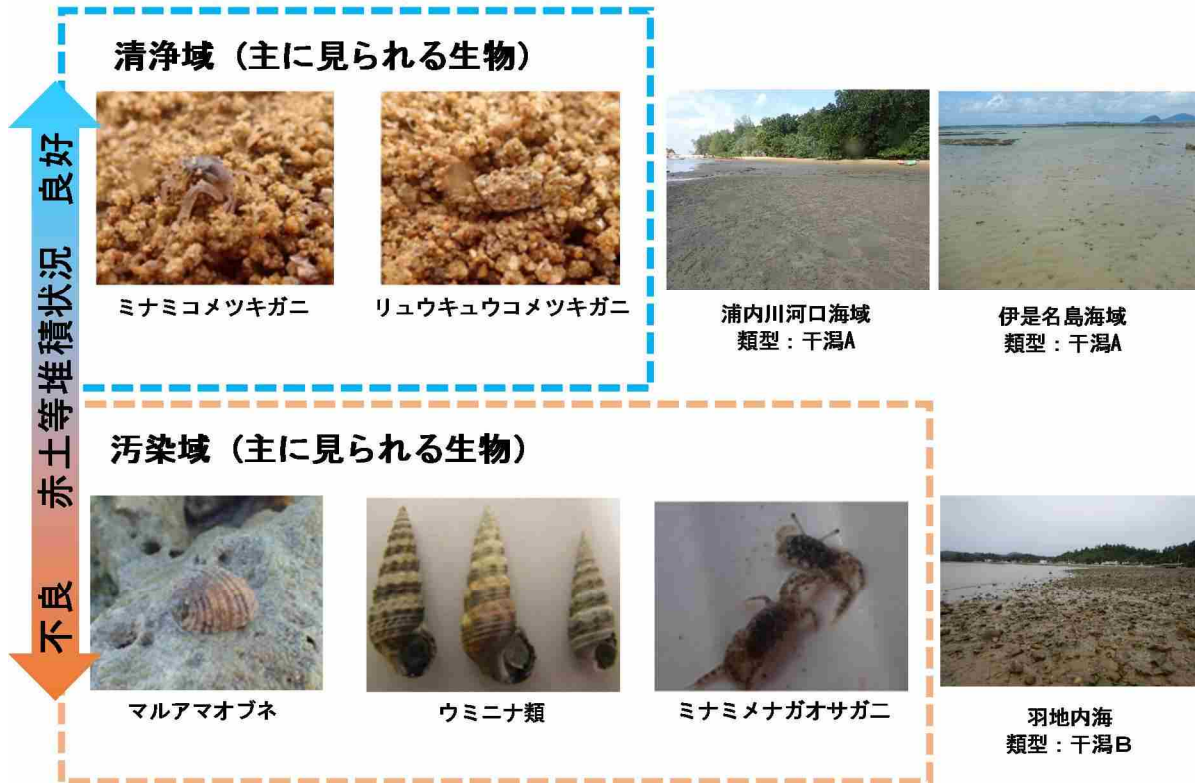 清浄域（主に見られる生物）
ミナミコメツキガニ
リュウキュウコメツキガニ
浦内川河口海域
類型：干潟A
伊是名島海域
類型：干潟A
良好
赤土等堆積状況
不良
汚染域（主に見られる生物）
マルアマオブネ
ウミニナ類
ミナミメナガオサガニ
羽地内海
類型：干潟Ｂ